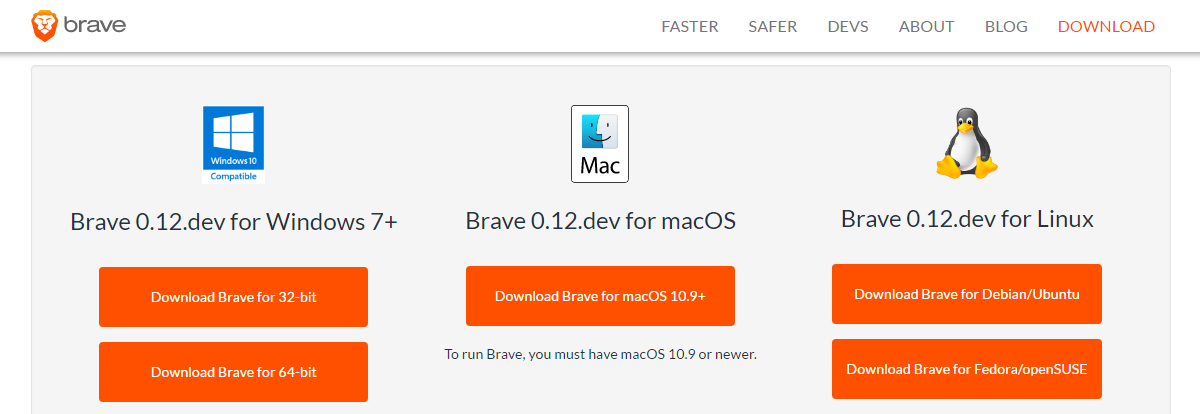 brave
FASTER SAFER DEVS ABOUT BLOG DOWNLOAD
Windows10
Compatible
Brave 0.12.dev for Windows 7+
Download Brave for 32-bit
Download Brave for 64-bit
Mac
Brave 0.12.dev for macOS
Download Brave for macOS 10.9+
To run Brave, you must have macOS 10.9 or newer.
Brave 0.12.dev for Linux
Download Brave for Debian/Ubuntu
Download Brave for Fedora/openSUSE